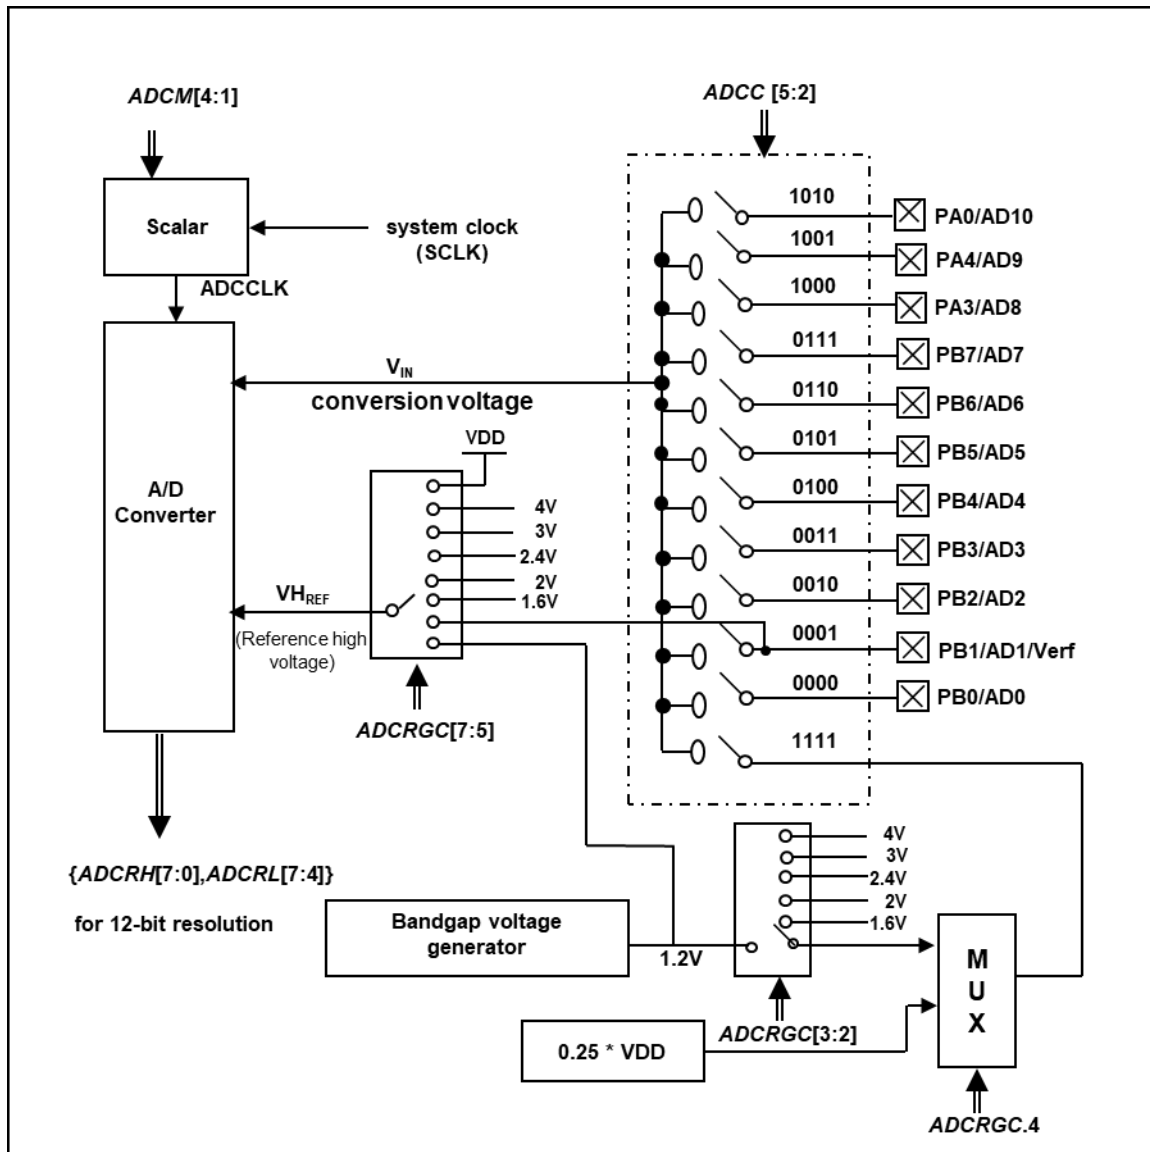 ADCM[4:1]
ADCC [5:2]
Scalar
system clock
(SCLK)
ADCCLK
1010
PA0/AD10
1001
PA4/AD9
1000
PA3/AD8
0111
PB7/AD7
0110
PB6/AD6
0101
PB5/AD5
0100
PB4/AD4
0011
PB3/AD3
0010
PB2/AD2
0001
PB1/AD1/Verf
0000
PB0/AD0
1111
VIN
conversion voltage
VDD
A/D
Converter
4V
3V
2.4V
2V
1.6V
VHREF
(Reference high
voltage)
ADCRGC[7:5]
{ADCRH[7:0],ADCRL[7:4]}
for 12-bit resolution
4V
3V
2.4V
2V
1.6V
Bandgap voltage
generator
1.2V
M
U
X
ADCRGC[3:2]
0.25 * VDD
ADCRGC.4